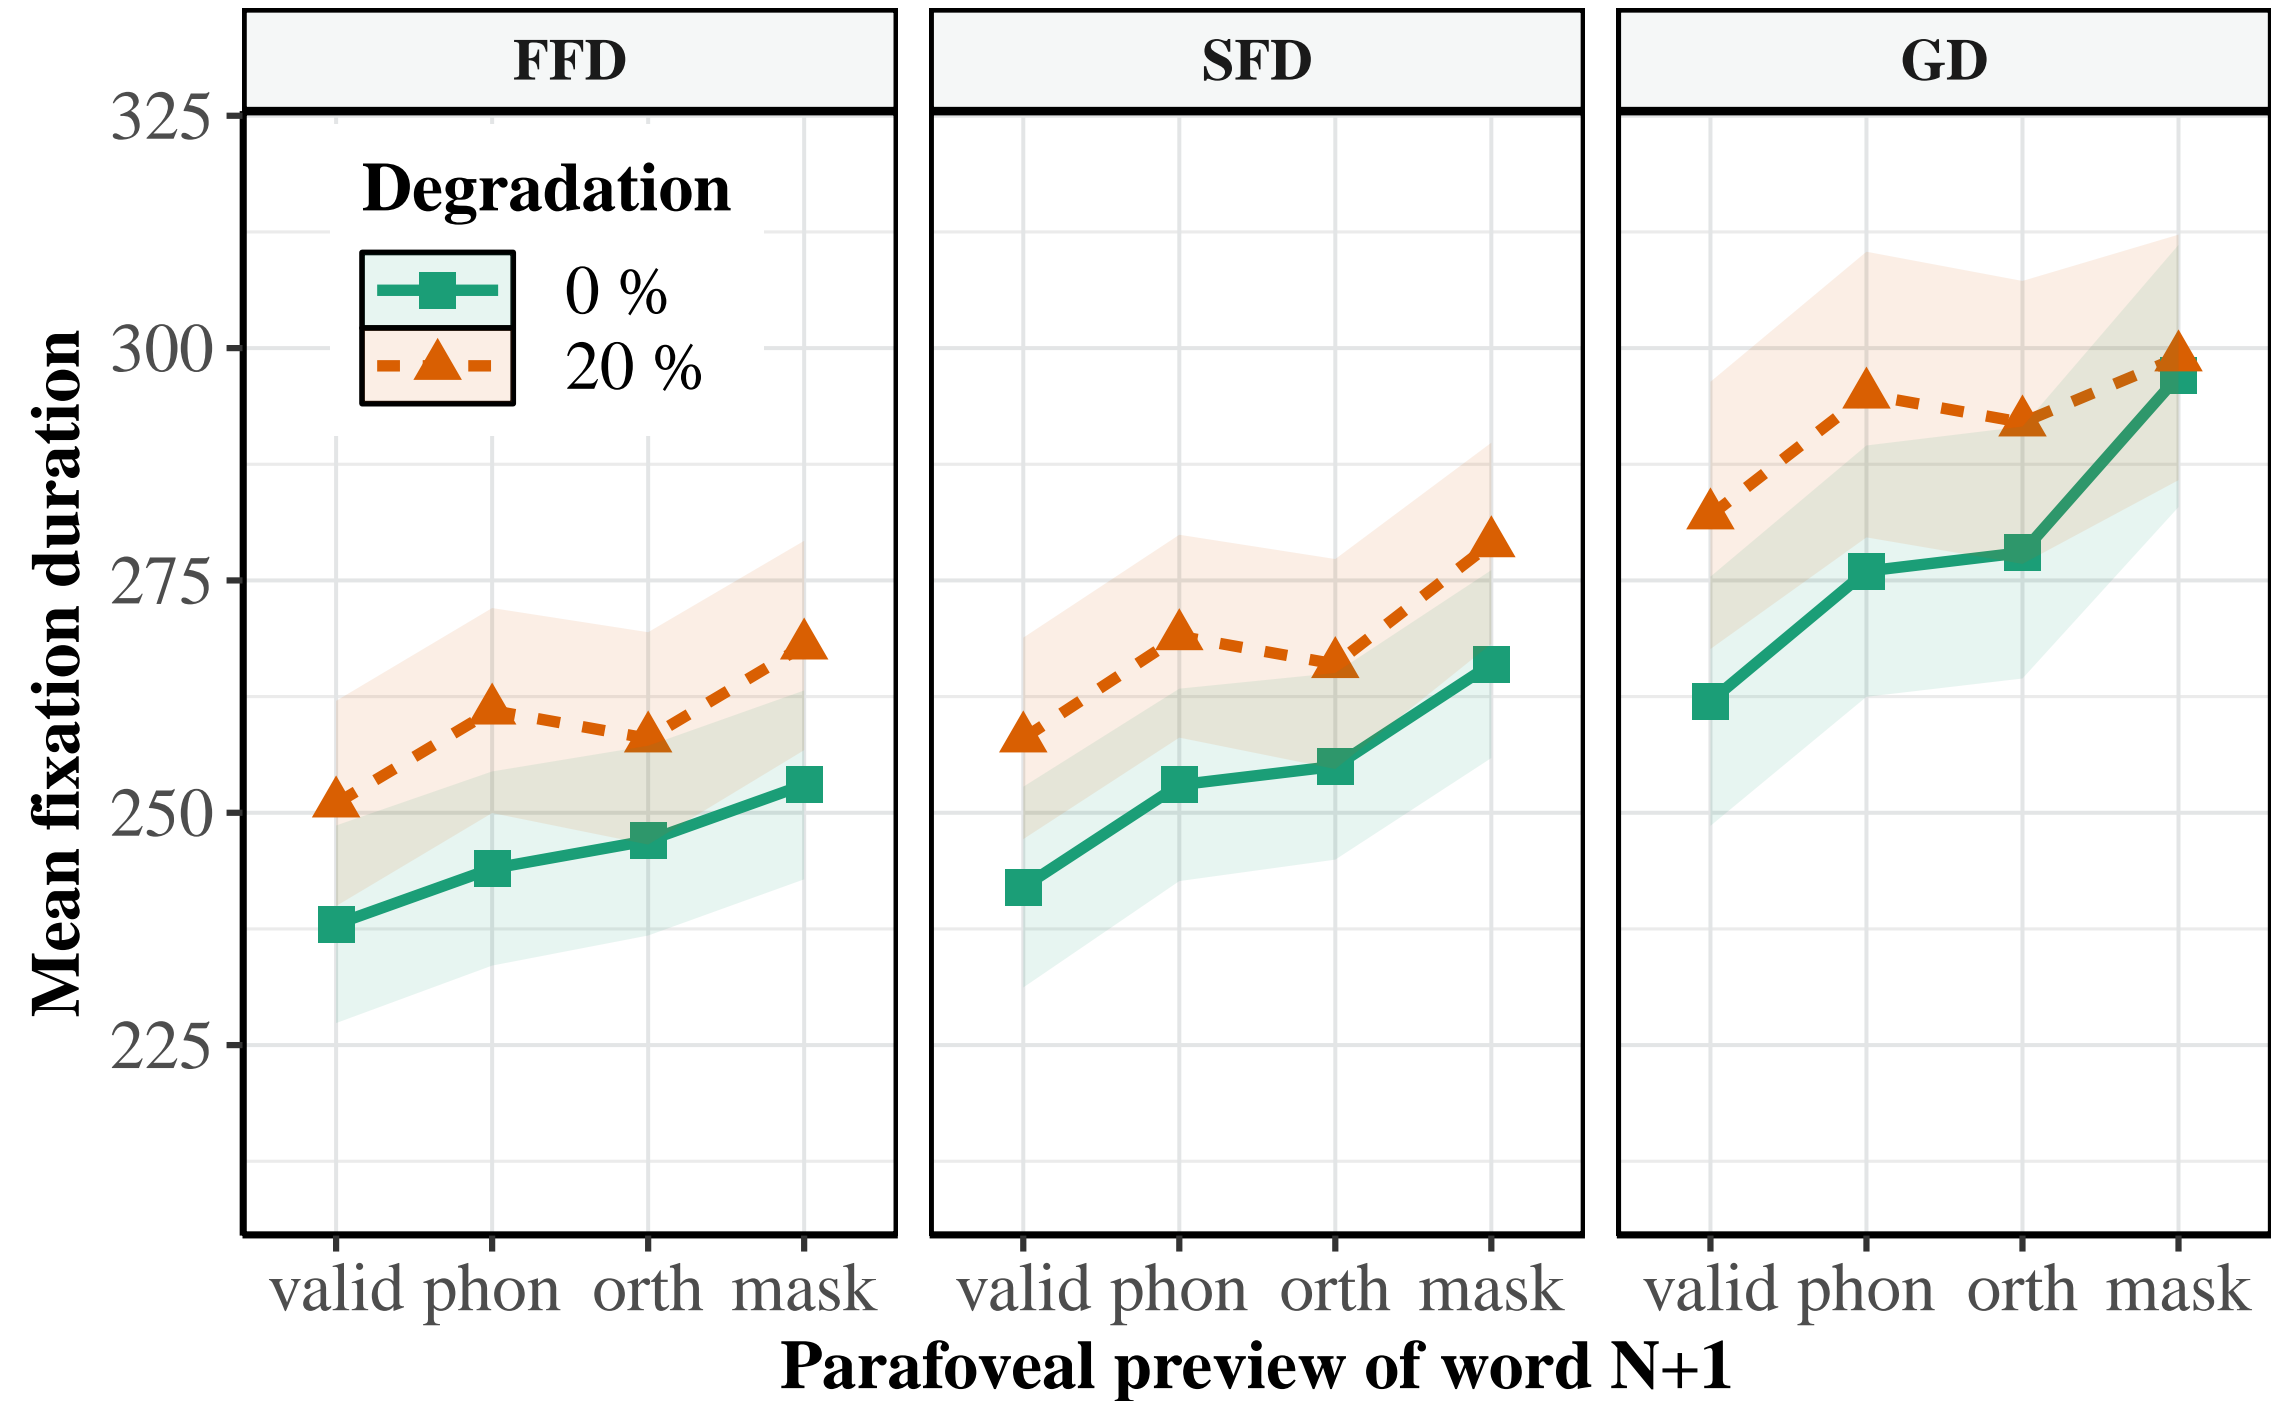 FFD SFD GD
Degradation
0 %
20 %
325
300
275
250
225
Mean fixation duration
valid phon orth mask valid phon orth mask valid phon orth mask
Parafoveal preview of word N+1